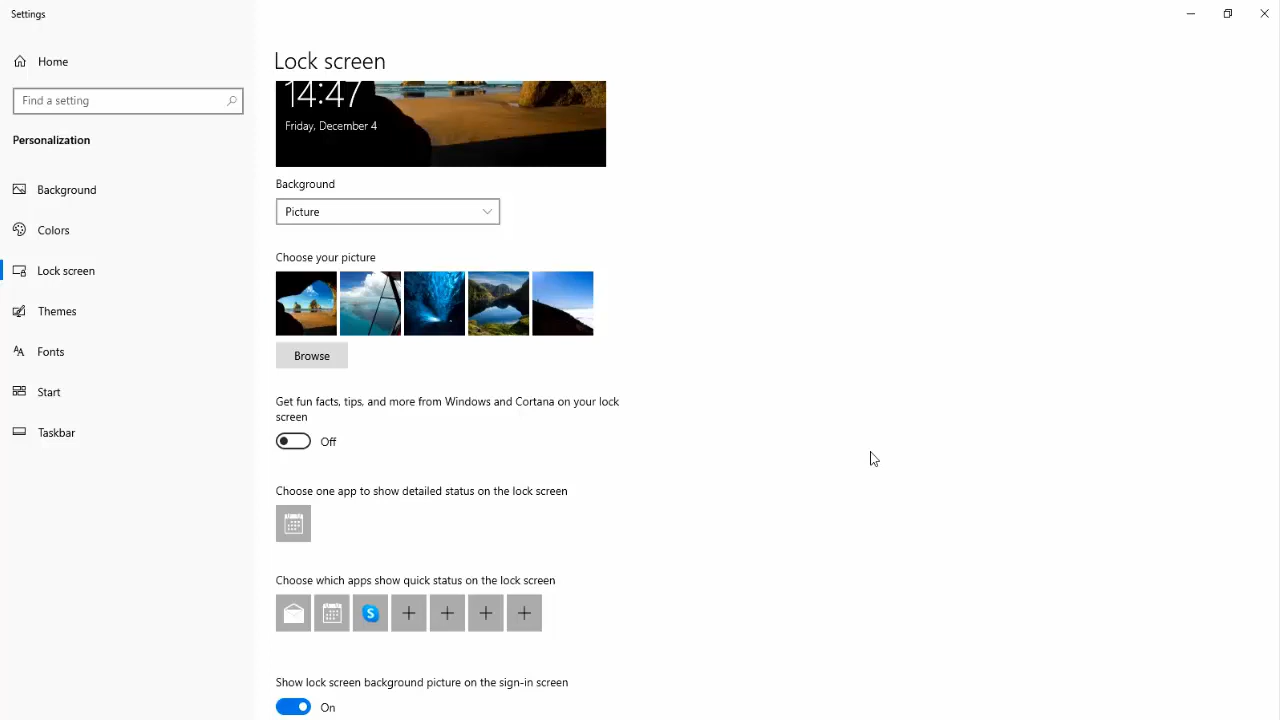 Settings
Home
Find a setting
Personalization
Background
Colors
Lock screen
Themes
Fonts
Start
Taskbar
Lock screen
14:47
Friday, December 4
Background
Picture
Choose your picture
Browse
Get fun facts, tips, and more from Windows and Cortana on your lock
screen
Off
Choose one app to show detailed status on the lock screen
Choose which apps show quick status on the lock screen
S
Show lock screen background picture on the sign-in screen
On